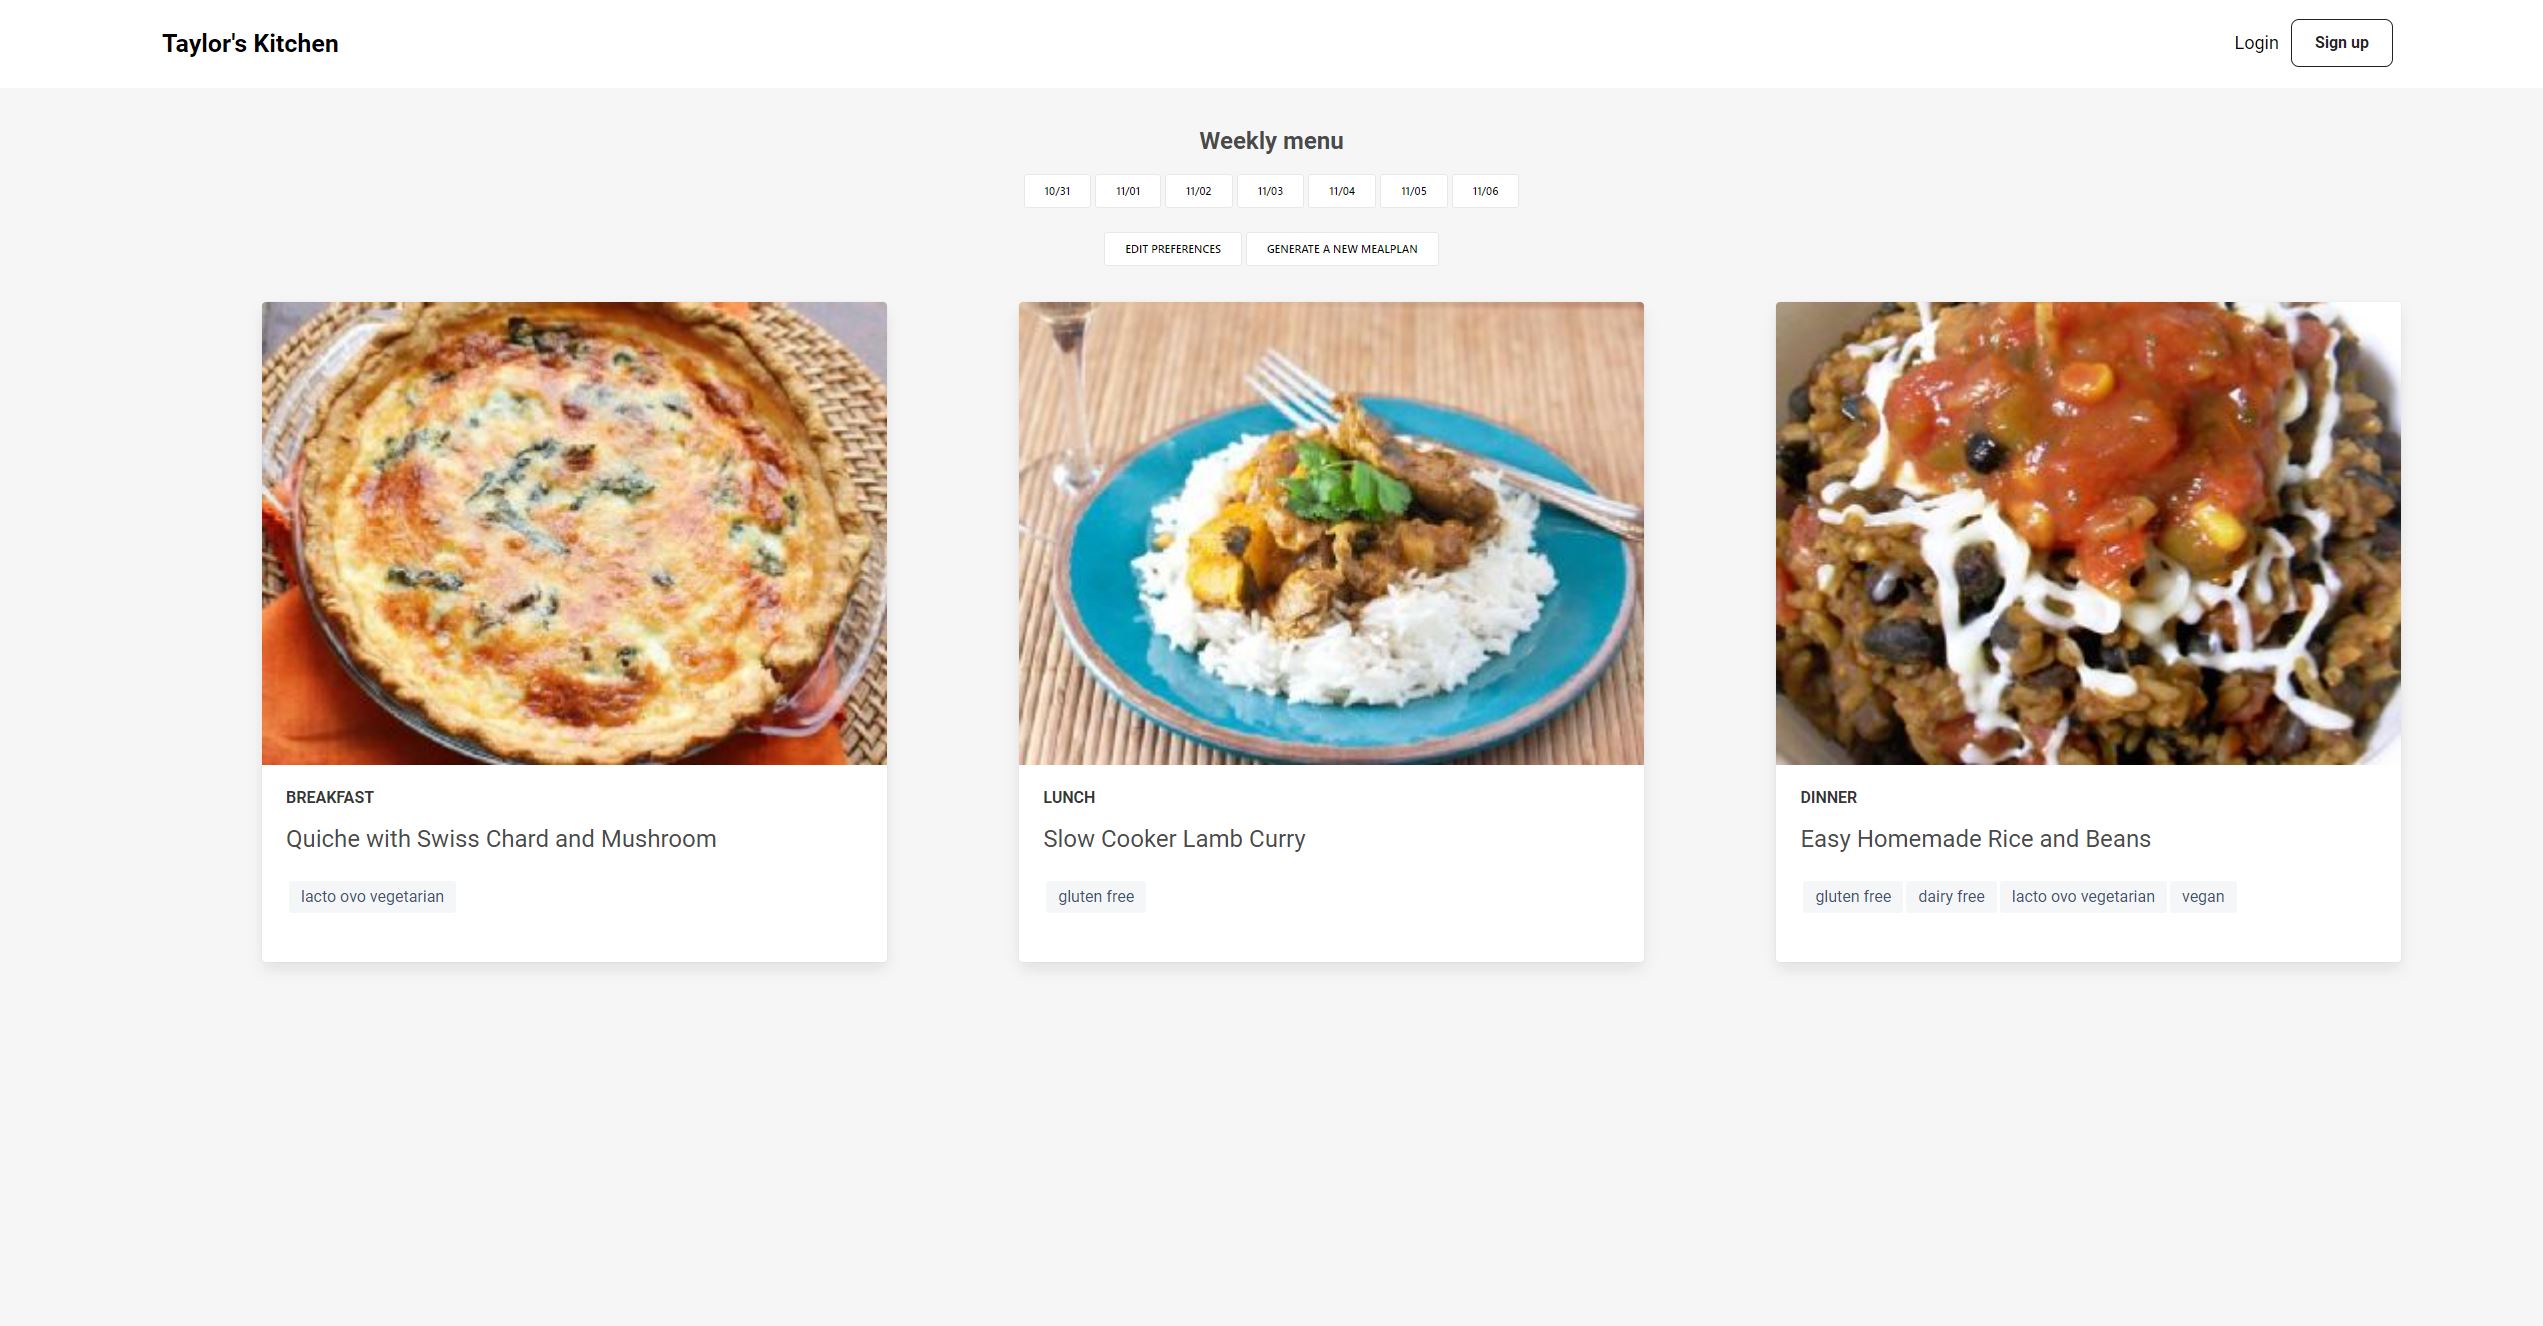 Taylor's Kitchen
Login
Sign up
Weekly menu
10/31 11/01 11/02 11/03 11/04 11/05 11/06
EDIT PREFERENCES GENERATE A NEW MEALPLAN
BREAKFAST
Quiche with Swiss Chard and Mushroom
lacto ovo vegetarian
LUNCH
Slow Cooker Lamb Curry
gluten free
DINNER
Easy Homemade Rice and Beans
gluten free dairy free lacto ovo vegetarian vegan